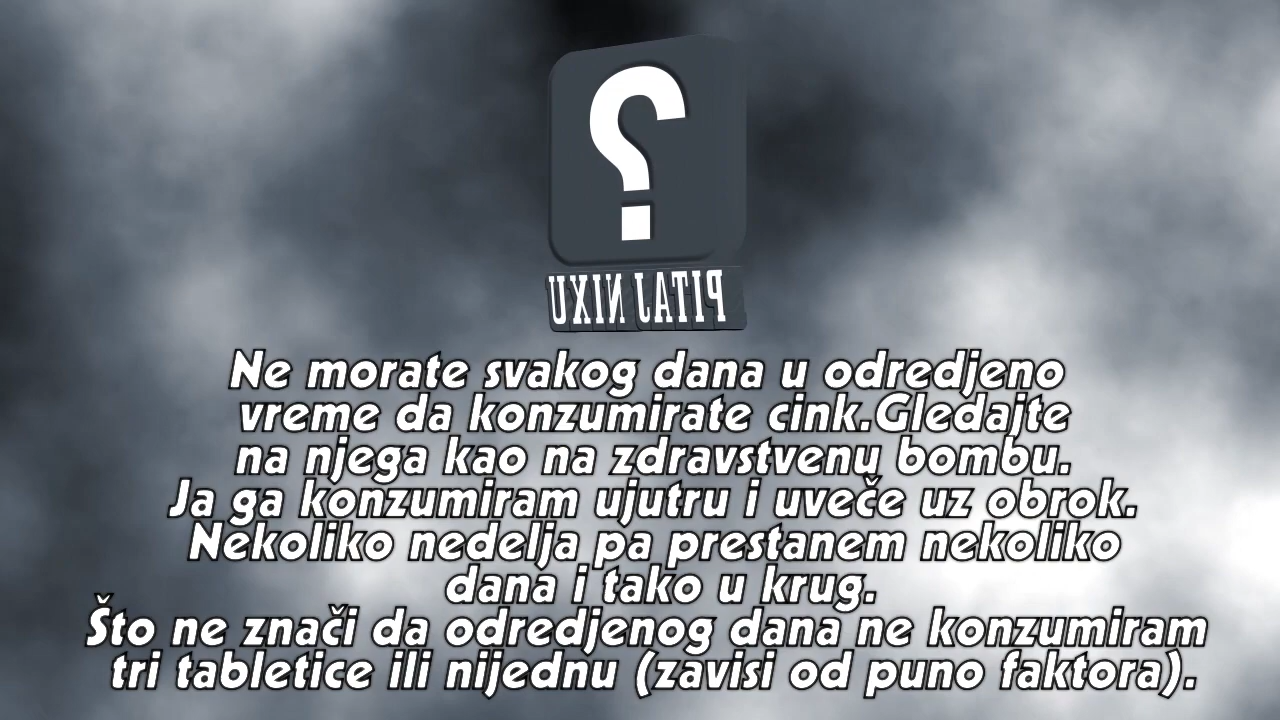 ?
PITAJ NIXU
Ne morate svakog dana u odredjeno
vreme da konzumirate cink.Gledajte
na njega kao na zdravstvenu bombu.
Ja ga konzumiram ujutru i uveče uz obrok.
Nekoliko nedelja pa prestanem nekoliko
dana i tako u krug.
Što ne znači da odredjenog dana ne konzumiram
tri tabletice ili nijednu (zavisi od puno faktora).